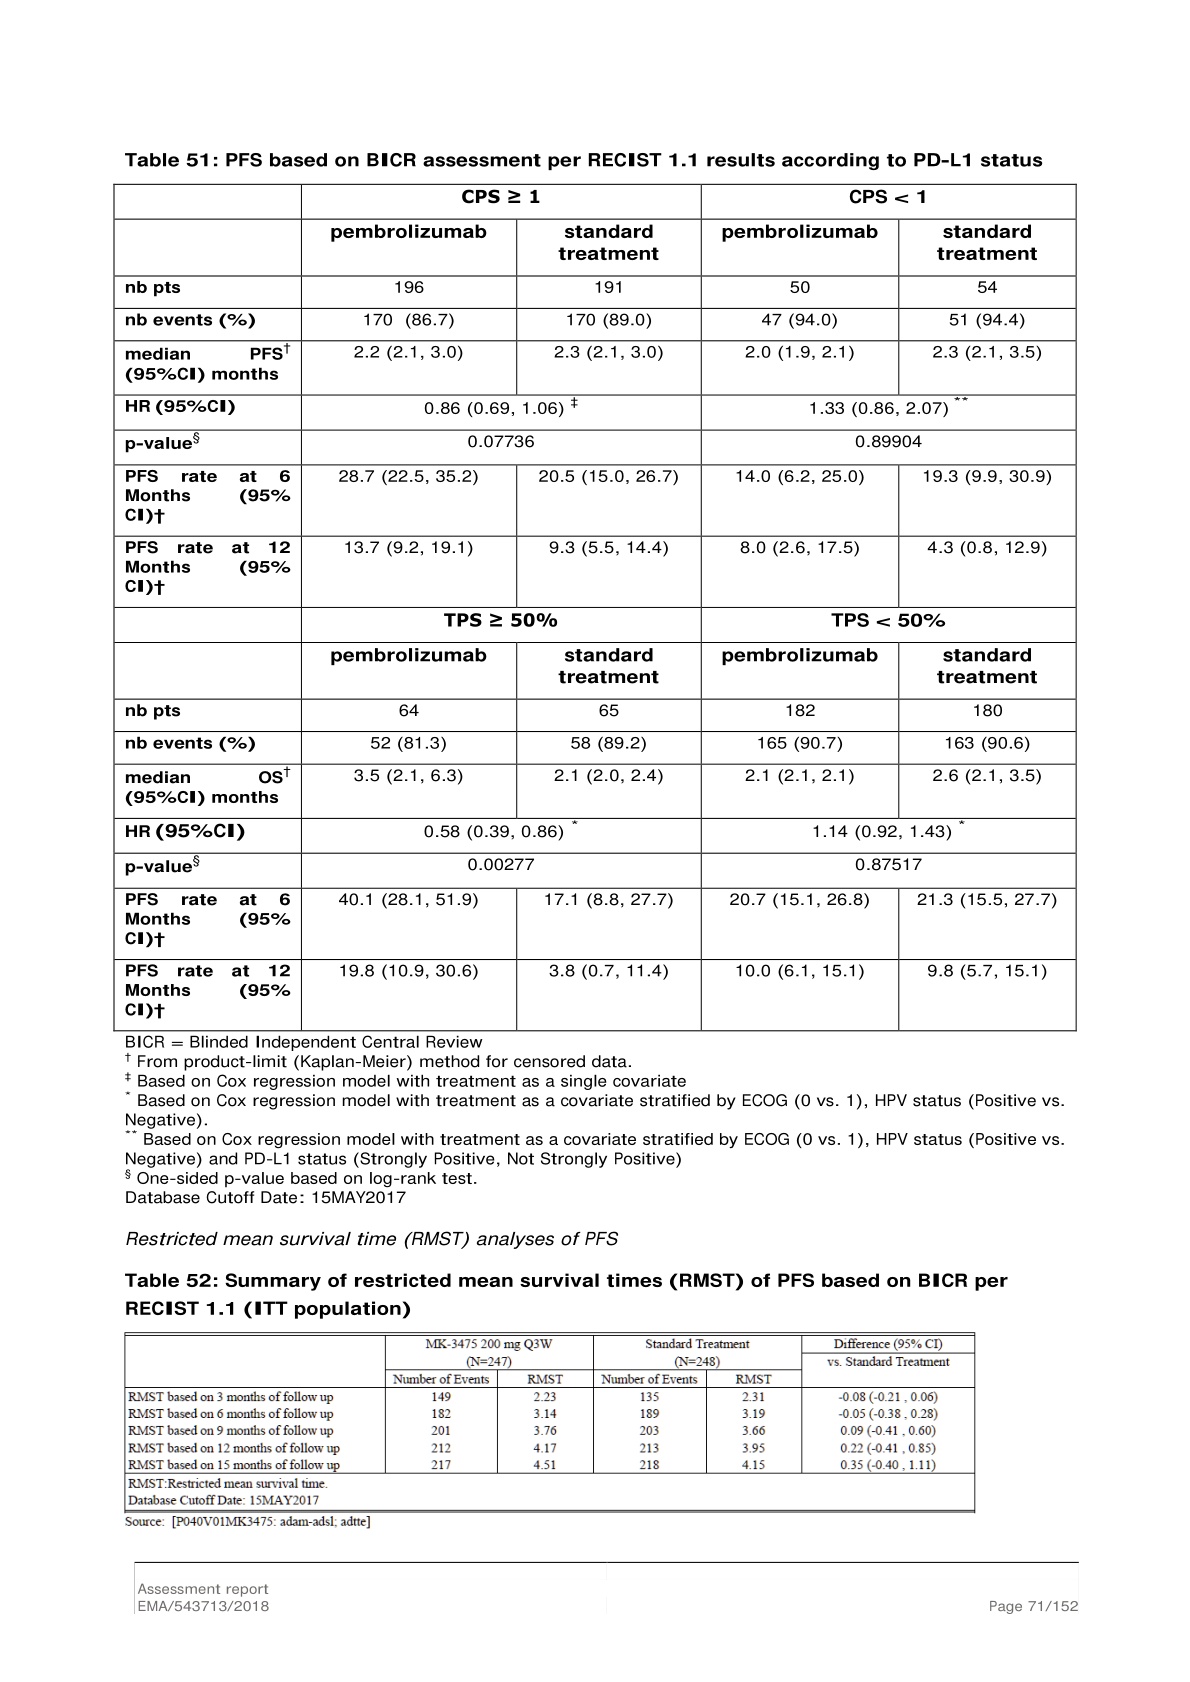 Table 51: PFS based on BICR assessment per RECIST 1.1 results according to PD-L1 status
CPS ≥ 1 CPS < 1
pembrolizumab standard treatment pembrolizumab standard treatment
nb pts 196 191 50 54
nb events (%) 170 (86.7) 170 (89.0) 47 (94.0) 51 (94.4)
median PFS† (95%CI) months 2.2 (2.1, 3.0) 2.3 (2.1, 3.0) 2.0 (1.9, 2.1) 2.3 (2.1, 3.5)
HR (95%CI) 0.86 (0.69, 1.06) ‡ 1.33 (0.86, 2.07) **
p-value§ 0.07736 0.89904
PFS rate at 6 Months (95% CI)† 28.7 (22.5, 35.2) 20.5 (15.0, 26.7) 14.0 (6.2, 25.0) 19.3 (9.9, 30.9)
PFS rate at 12 Months (95% CI)† 13.7 (9.2, 19.1) 9.3 (5.5, 14.4) 8.0 (2.6, 17.5) 4.3 (0.8, 12.9)
TPS ≥ 50% TPS < 50%
pembrolizumab standard treatment pembrolizumab standard treatment
nb pts 64 65 182 180
nb events (%) 52 (81.3) 58 (89.2) 165 (90.7) 163 (90.6)
median OS† (95%CI) months 3.5 (2.1, 6.3) 2.1 (2.0, 2.4) 2.1 (2.1, 2.1) 2.6 (2.1, 3.5)
HR (95%CI) 0.58 (0.39, 0.86) * 1.14 (0.92, 1.43) *
p-value§ 0.00277 0.87517
PFS rate at 6 Months (95% CI)† 40.1 (28.1, 51.9) 17.1 (8.8, 27.7) 20.7 (15.1, 26.8) 21.3 (15.5, 27.7)
PFS rate at 12 Months (95% CI)† 19.8 (10.9, 30.6) 3.8 (0.7, 11.4) 10.0 (6.1, 15.1) 9.8 (5.7, 15.1)
BICR = Blinded Independent Central Review
† From product-limit (Kaplan-Meier) method for censored data.
‡ Based on Cox regression model with treatment as a single covariate
* Based on Cox regression model with treatment as a covariate stratified by ECOG (0 vs. 1), HPV status (Positive vs.
Negative).
** Based on Cox regression model with treatment as a covariate stratified by ECOG (0 vs. 1), HPV status (Positive vs.
Negative) and PD-L1 status (Strongly Positive, Not Strongly Positive)
§ One-sided p-value based on log-rank test.
Database Cutoff Date: 15MAY2017
Restricted mean survival time (RMST) analyses of PFS
Table 52: Summary of restricted mean survival times (RMST) of PFS based on BICR per
RECIST 1.1 (ITT population)
MK-3475 200 mg Q3W Standard Treatment Difference (95% CI)
(N=247) (N=248) vs. Standard Treatment
Number of Events RMST Number of Events RMST
RMST based on 3 months of follow up 149 2.23 135 2.31 -0.08 (-0.21 , 0.06)
RMST based on 6 months of follow up 182 3.14 189 3.19 -0.05 (-0.38 , 0.28)
RMST based on 9 months of follow up 201 3.76 203 3.66 0.09 (-0.41 , 0.60)
RMST based on 12 months of follow up 212 4.17 213 3.95 0.22 (-0.41 , 0.85)
RMST based on 15 months of follow up 217 4.51 218 4.15 0.35 (-0.40 , 1.11)
RMST:Restricted mean survival time.
Database Cutoff Date: 15MAY2017
Source: [P040V01MK3475: adam-adsl; adtte]
Assessment report
EMA/543713/2018 Page 71/152